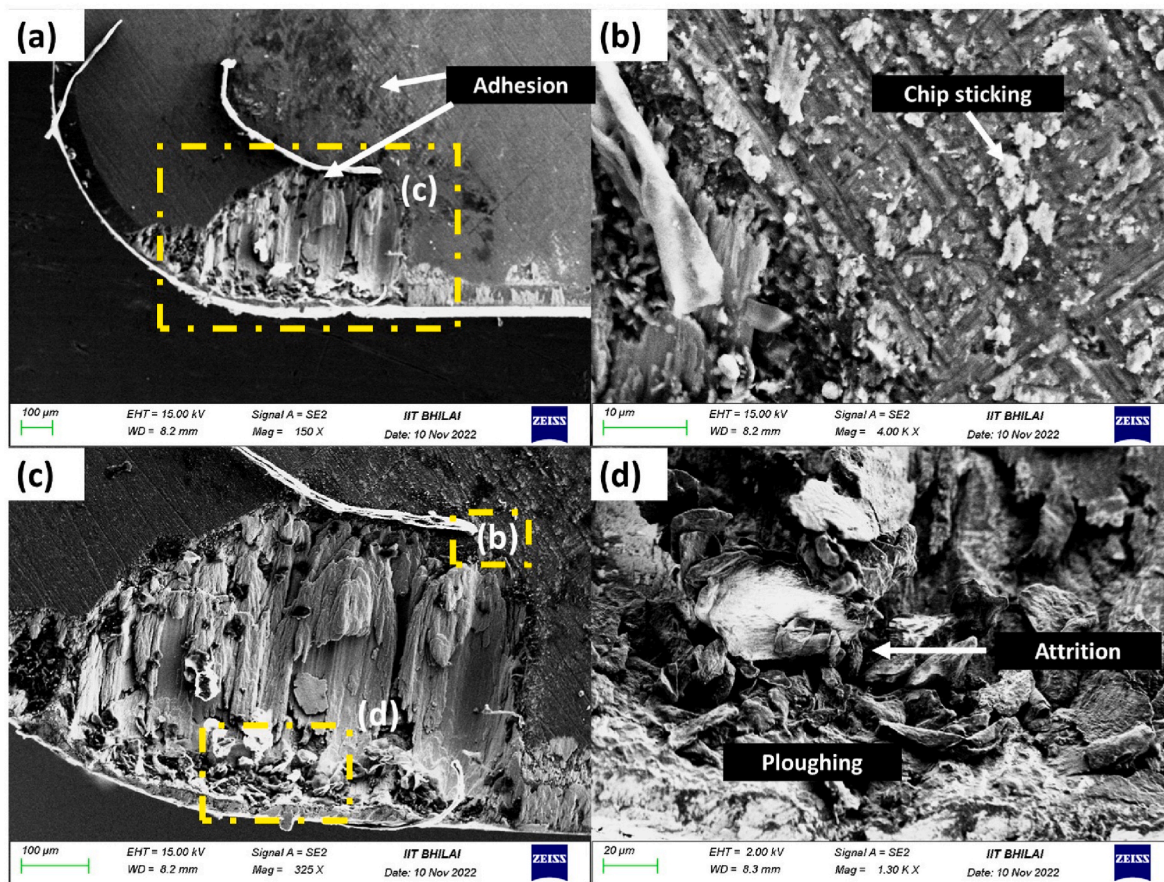 (a)
Adhesion
(c)
100 µm
EHT = 15.00 kV
Signal A = SE2
IIT BHILAI
WD = 8.2 mm
Mag = 150 X
Date: 10 Nov 2022
ZEISS
(b)
Chip sticking
10 µm
EHT = 15.00 kV
Signal A = SE2
IIT BHILAI
WD = 8.2 mm
Mag = 4.00 K X
Date: 10 Nov 2022
ZEISS
(c)
(b)
(d)
100 µm
EHT = 15.00 kV
Signal A = SE2
IIT BHILAI
WD = 8.2 mm
Mag = 325 X
Date: 10 Nov 2022
ZEISS
(d)
Attrition
Ploughing
20 µm
EHT = 2.00 kV
Signal A = SE2
IIT BHILAI
WD = 8.3 mm
Mag = 1.30 K X
Date: 10 Nov 2022
ZEISS